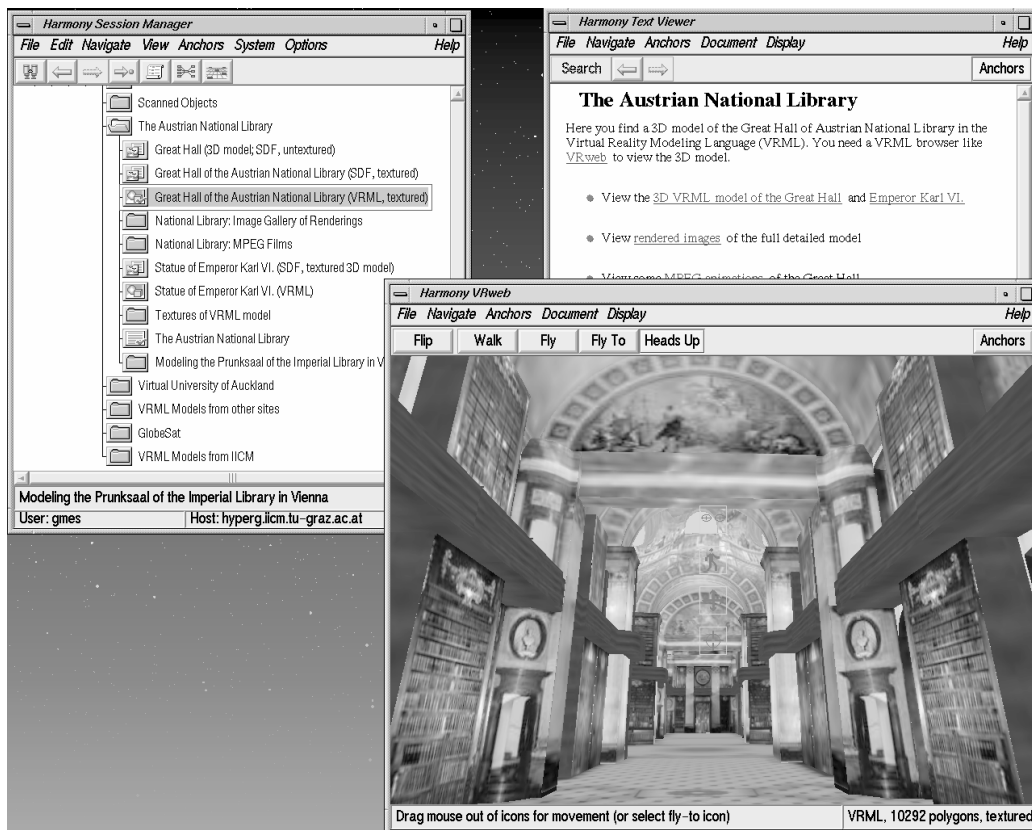 Harmony Session Manager
File Edit Navigate View Anchors System Options Help
Scanned Objects
The Austrian National Library
Great Hall (3D model; SDF, untextured)
Great Hall of the Austrian National Library (SDF, textured)
Great Hall of the Austrian National Library (VRML, textured)
National Library: Image Gallery of Renderings
National Library: MPEG Films
Statue of Emperor Karl VI. (SDF, textured 3D model)
Statue of Emperor Karl VI. (VRML)
Textures of VRML model
The Austrian National Library
Modeling the Prunksaal of the Imperial Library in V
Virtual University of Auckland
VRML Models from other sites
GlobeSat
VRML Models from IICM
Modeling the Prunksaal of the Imperial Library in Vienna
User: gmes Host: hyperg.iicm.tu-graz.ac.at
Harmony Text Viewer
File Navigate Anchors Document Display Help
Search Anchors
The Austrian National Library
Here you find a 3D model of the Great Hall of Austrian National Library in the
Virtual Reality Modeling Language (VRML). You need a VRML browser like
VRweb to view the 3D model.
View the 3D VRML model of the Great Hall and Emperor Karl VI.
View rendered images of the full detailed model
View some MPEG animations of the Great Hall
Harmony VRweb
File Navigate Anchors Document Display Help
Flip Walk Fly Fly To Heads Up Anchors
Drag mouse out of icons for movement (or select fly-to icon) VRML, 10292 polygons, textured